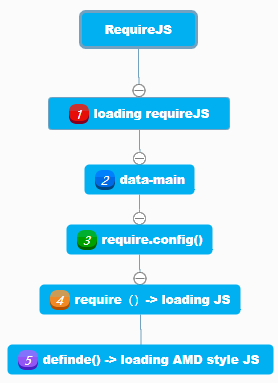 RequireJS
1 loading requireJS
2 data-main
3 require.config()
4 require () -> loading JS
5 definde() -> loading AMD style JS